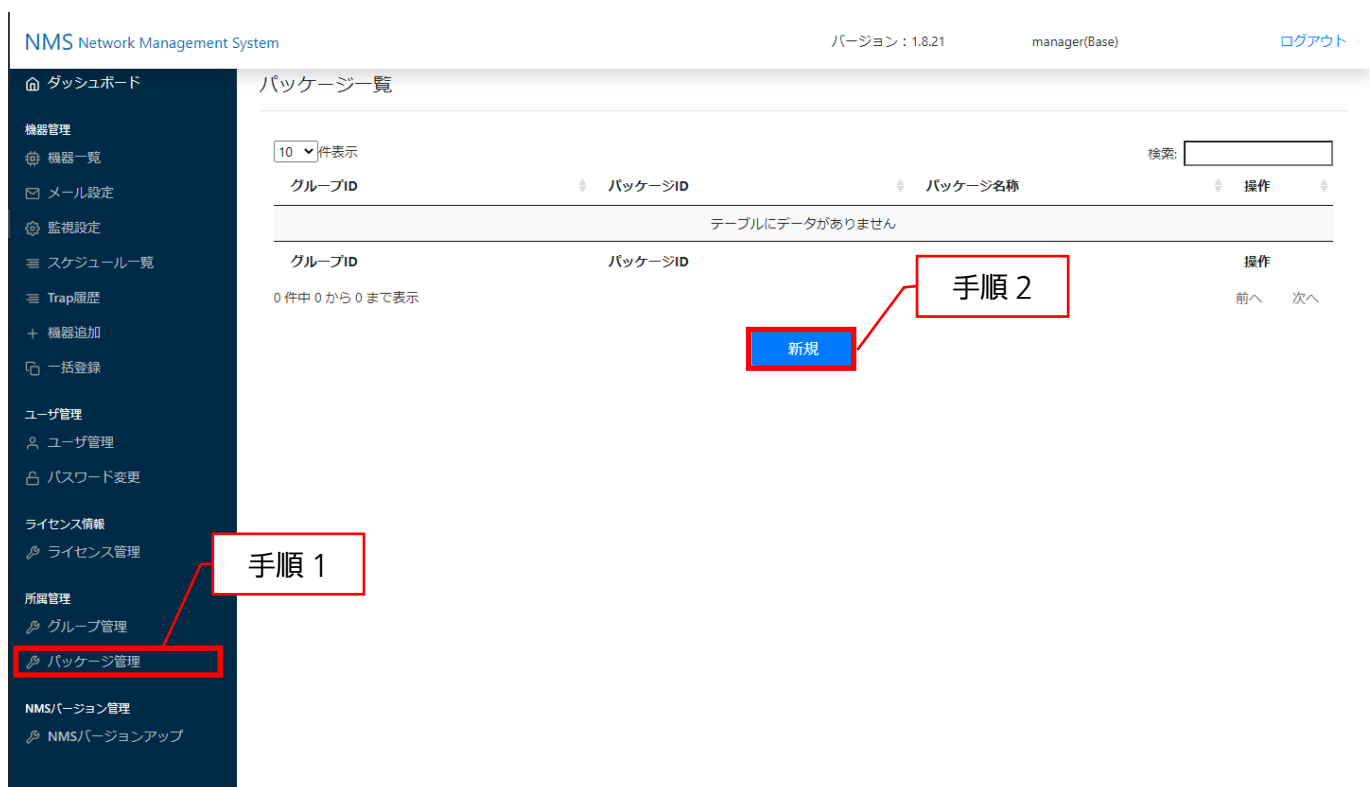 NMS Network Management System
バージョン：1.8.21
manager(Base)
ログアウト
ダッシュボード
機器管理
機器一覧
メール設定
監視設定
スケジュール一覧
Trap履歴
機器追加
一括登録
ユーザ管理
ユーザ管理
パスワード変更
ライセンス情報
ライセンス管理
所属管理
グループ管理
パッケージ管理
NMSバージョン管理
NMSバージョンアップ
手順 1
パッケージ一覧
10 件表示
検索:
グループID パッケージID パッケージ名称 操作
テーブルにデータがありません
グループID パッケージID 操作
0 件中 0 から 0 まで表示
前へ 次へ
手順 2
新規